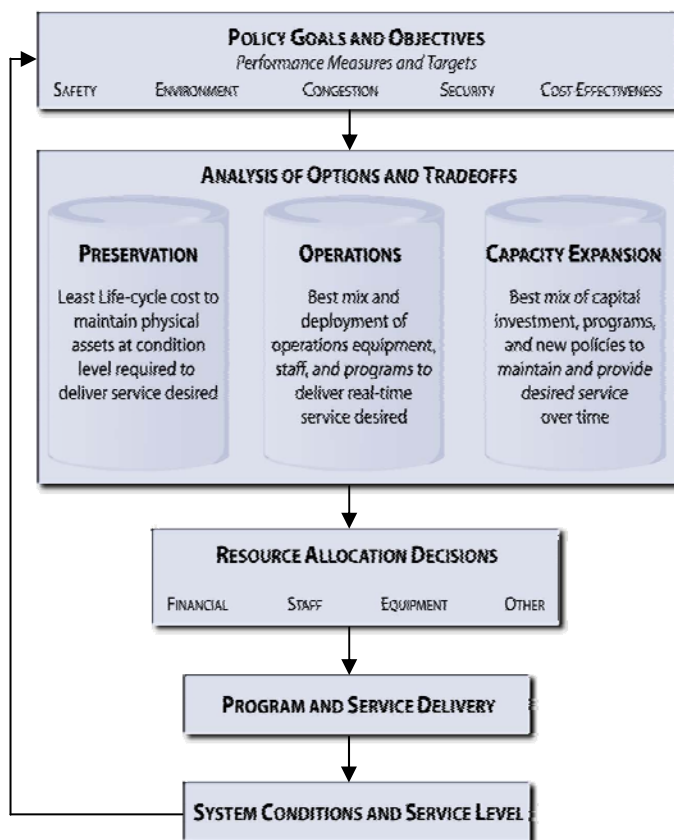 POLICY GOALS AND OBJECTIVES
Performance Measures and Targets
SAFETY ENVIRONMENT CONGESTION SECURITY COST EFFECTIVENESS
ANALYSIS OF OPTIONS AND TRADEOFFS
PRESERVATION
Least Life-cycle cost to
maintain physical
assets at condition
level required to
deliver service desired
OPERATIONS
Best mix and
deployment of
operations equipment,
staff, and programs to
deliver real-time
service desired
CAPACITY EXPANSION
Best mix of capital
investment, programs,
and new policies to
maintain and provide
desired service
over time
RESOURCE ALLOCATION DECISIONS
FINANCIAL STAFF EQUIPMENT OTHER
PROGRAM AND SERVICE DELIVERY
SYSTEM CONDITIONS AND SERVICE LEVEL